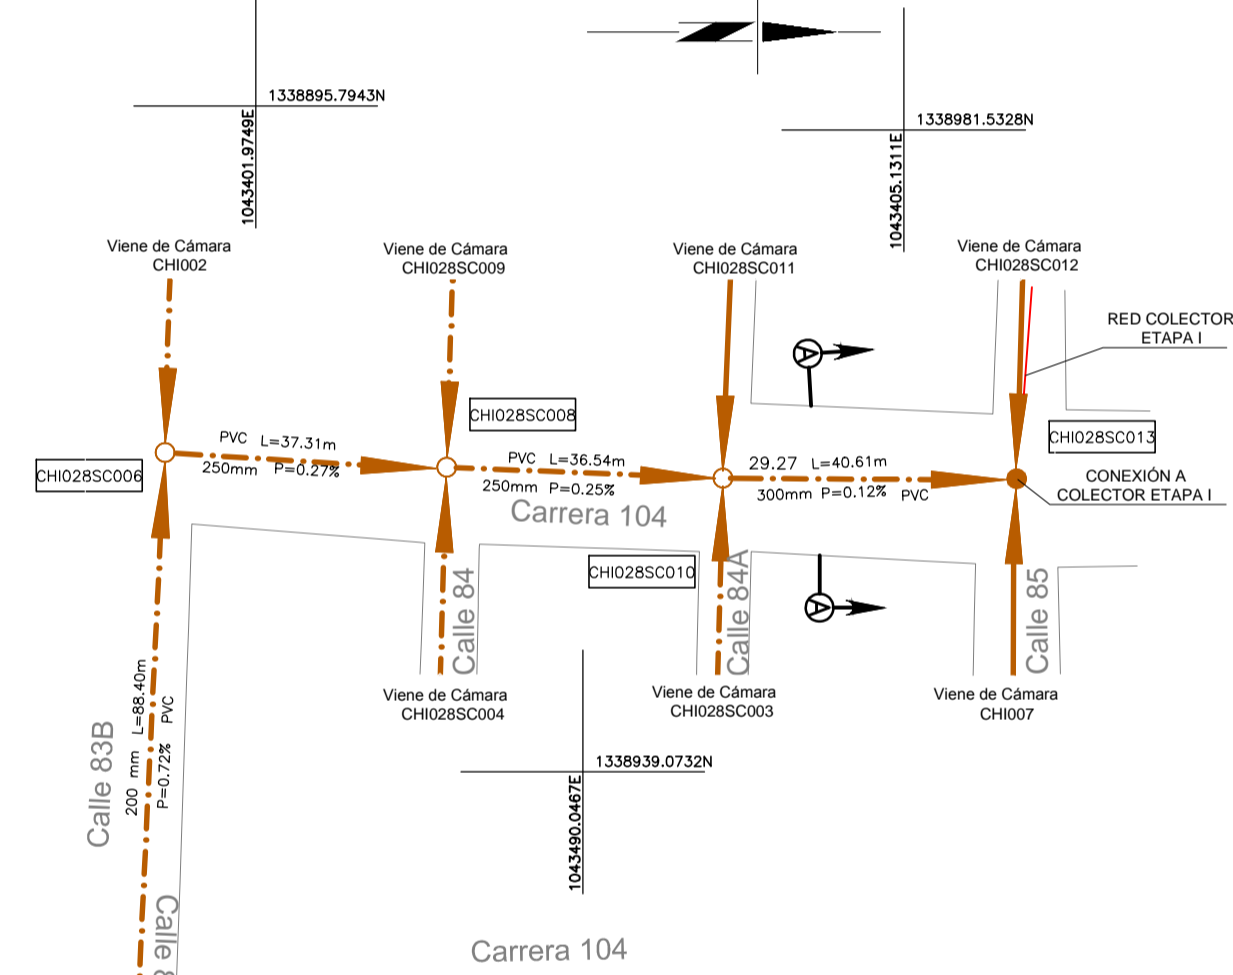 1338895.7943N
1043401.9749E
1338981.5328N
1043405.1311E
Viene de Cámara
CHI002
Viene de Cámara
CHI028SC009
Viene de Cámara
CHI028SC011
Viene de Cámara
CHI028SC012
RED COLECTOR
ETAPA I
A
CHI028SC008
CHI028SC013
CHI028SC006
PVC L=37.31m
250mm P=0.27%
PVC L=36.54m
250mm P=0.25%
29.27 L=40.61m
300mm P=0.12% PVC
CONEXIÓN A
COLECTOR ETAPA I
Carrera 104
CHI028SC010
A
Calle 84
Calle 84A
Calle 85
Viene de Cámara
CHI028SC004
Viene de Cámara
CHI028SC003
Viene de Cámara
CHI007
Calle 83B
200 mm L=88.40m
P=0.72% PVC
1338939.0732N
1043490.0467E
Calle
Carrera 104